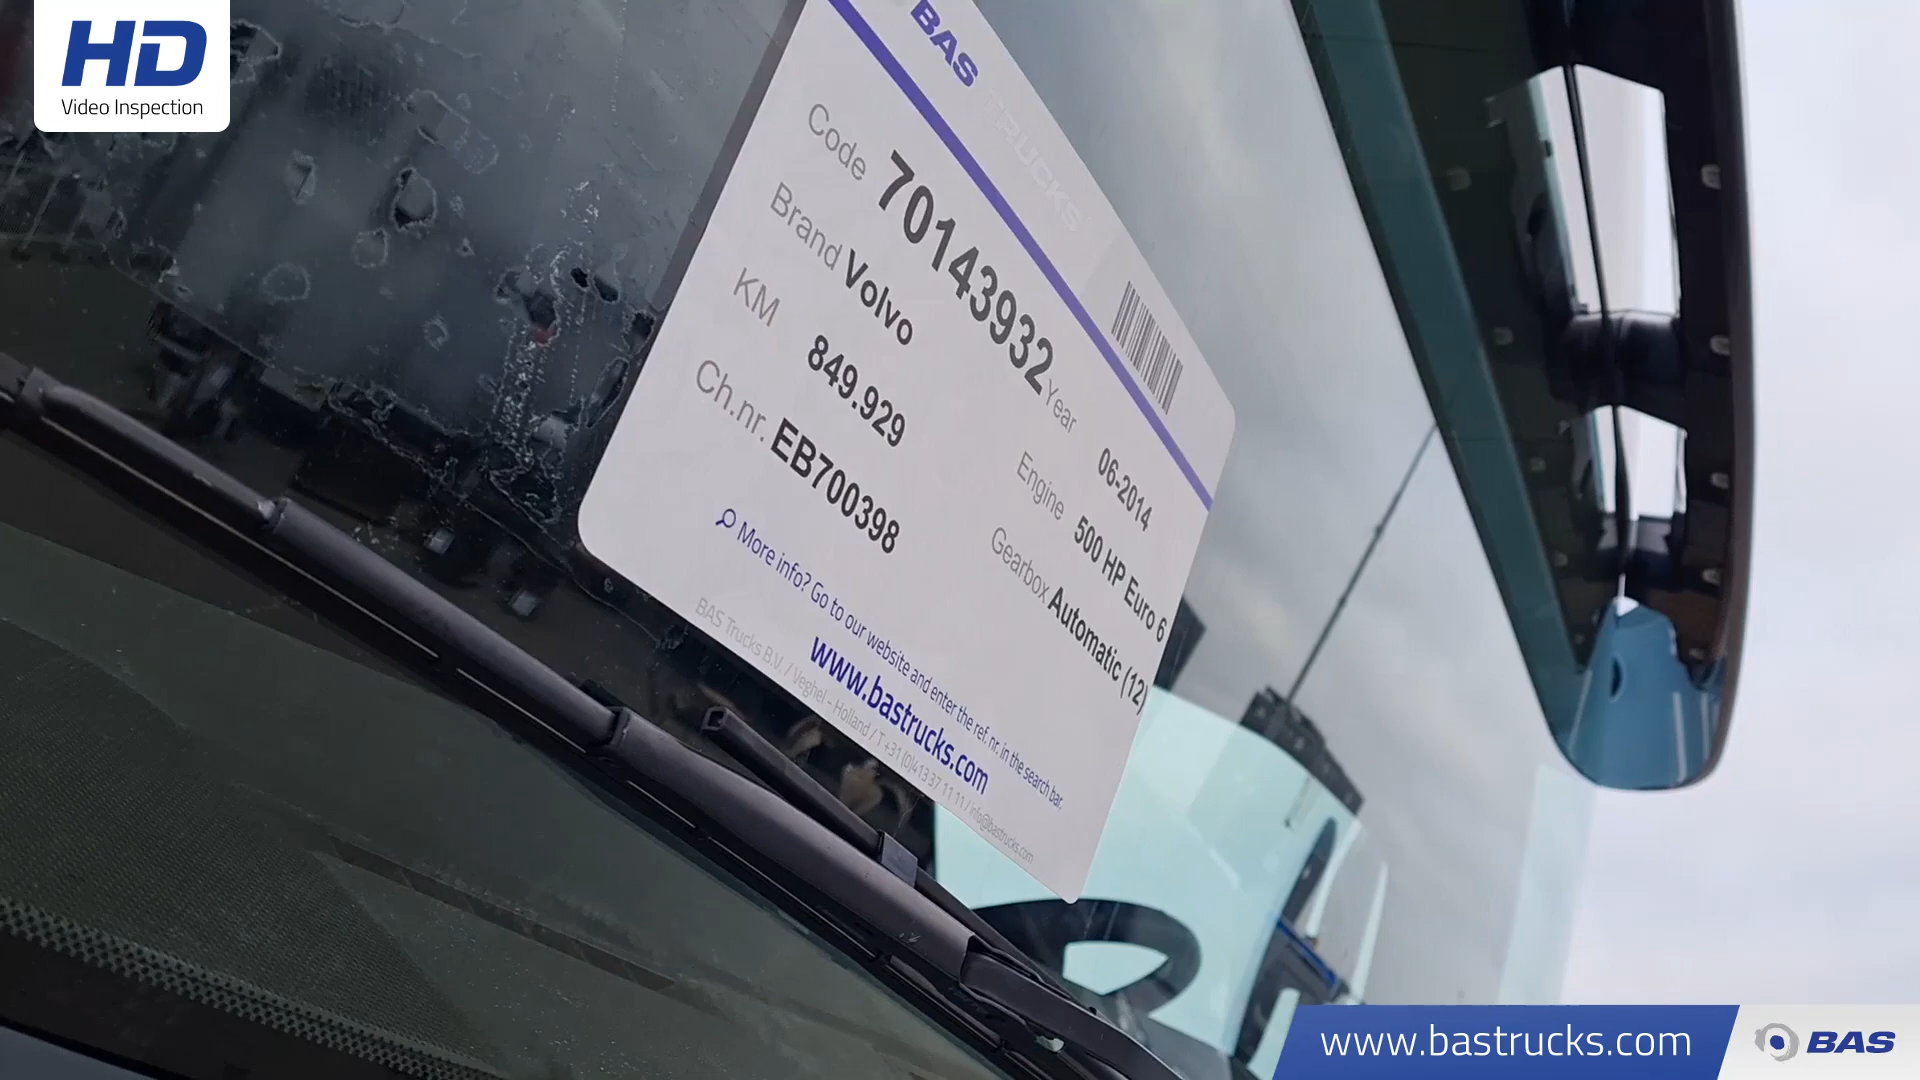 HD
Video Inspection
BAS TRUCKS
Code 70143932
Brand Volvo
KM 849.929
Ch.nr. EB700398
Year 06-2014
Engine 500 HP Euro 6
Gearbox Automatic (12)
More info? Go to our website and enter the ref. nr. in the search bar.
www.bastrucks.com
BAS Trucks B.V. / Veghel - Holland / T +31 (0)413 37 11 11 / info@bastrucks.com
www.bastrucks.com
BAS